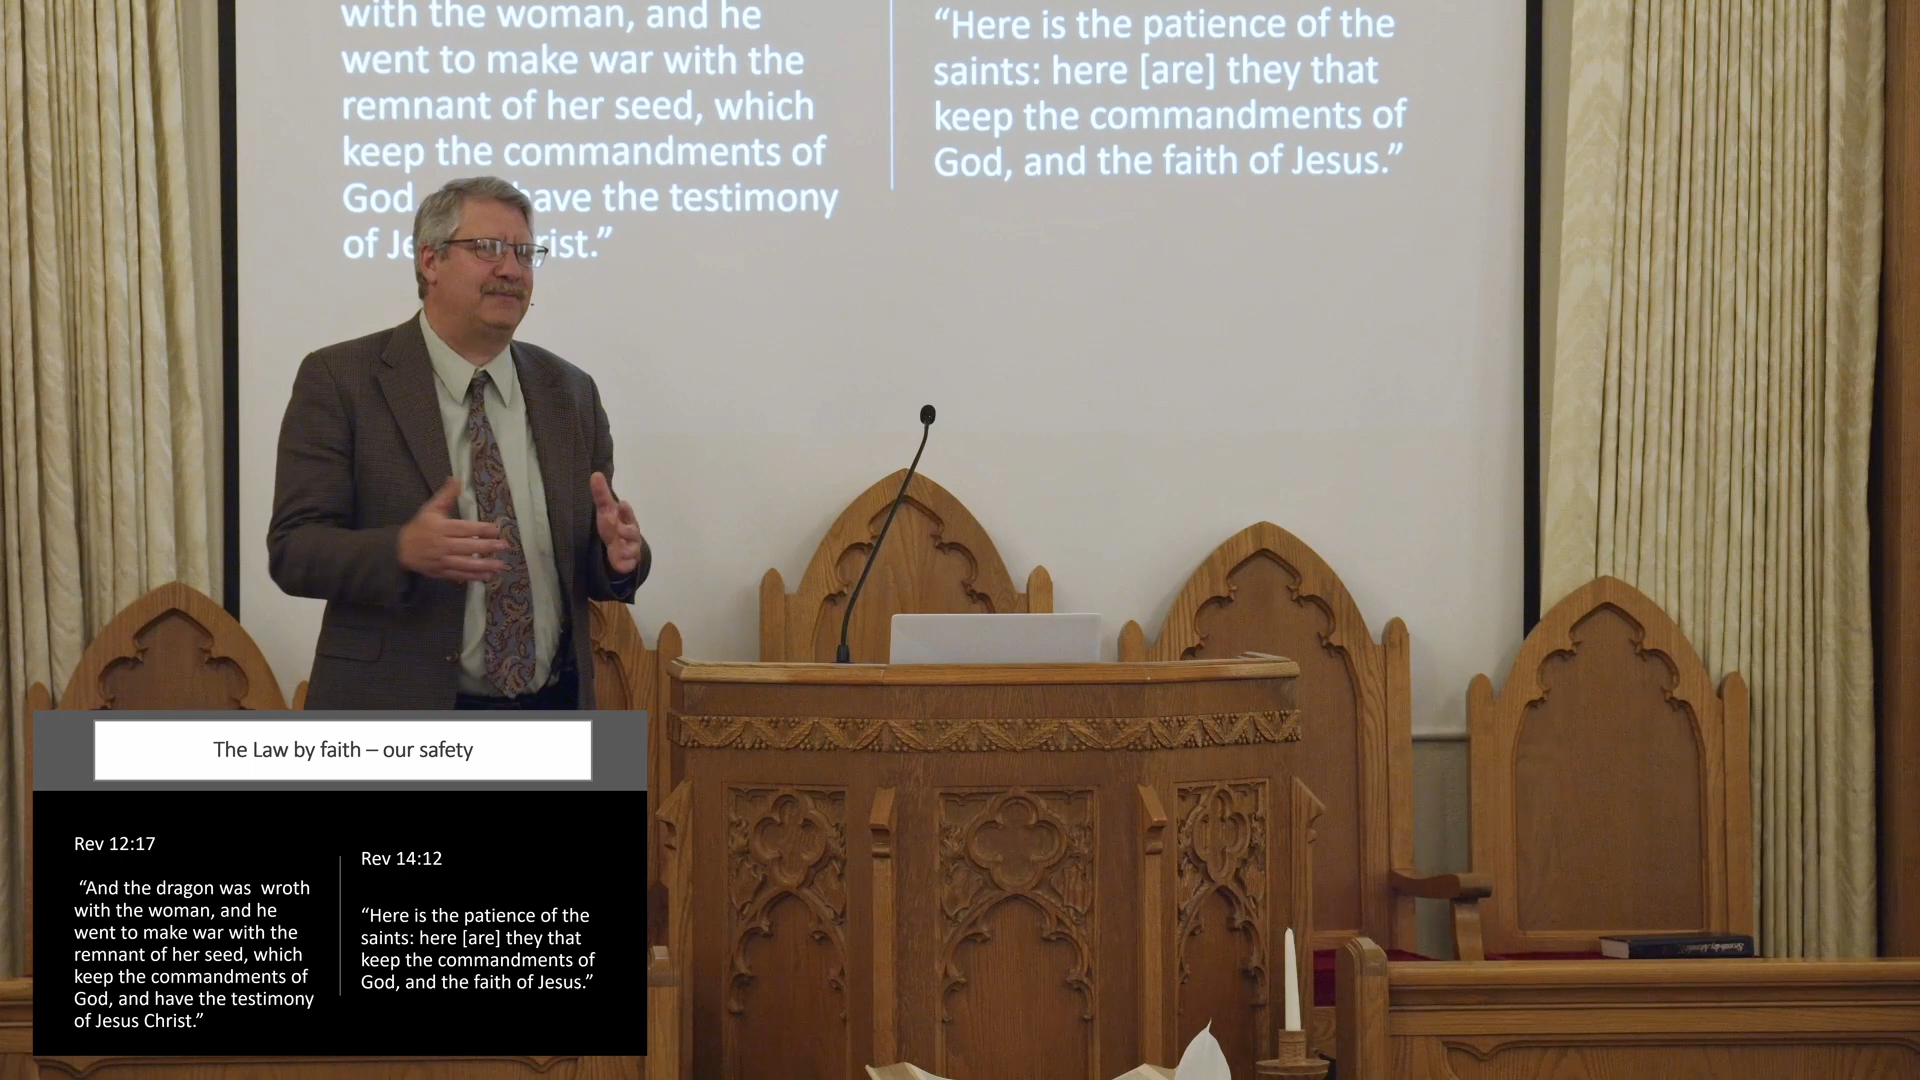 with the woman, and he
went to make war with the
remnant of her seed, which
keep the commandments of
God have the testimony
of Je rist.”
“Here is the patience of the
saints: here [are] they that
keep the commandments of
God, and the faith of Jesus.”
The Law by faith – our safety
Rev 12:17
“And the dragon was wroth
with the woman, and he
went to make war with the
remnant of her seed, which
keep the commandments of
God, and have the testimony
of Jesus Christ.”
Rev 14:12
“Here is the patience of the
saints: here [are] they that
keep the commandments of
God, and the faith of Jesus.”